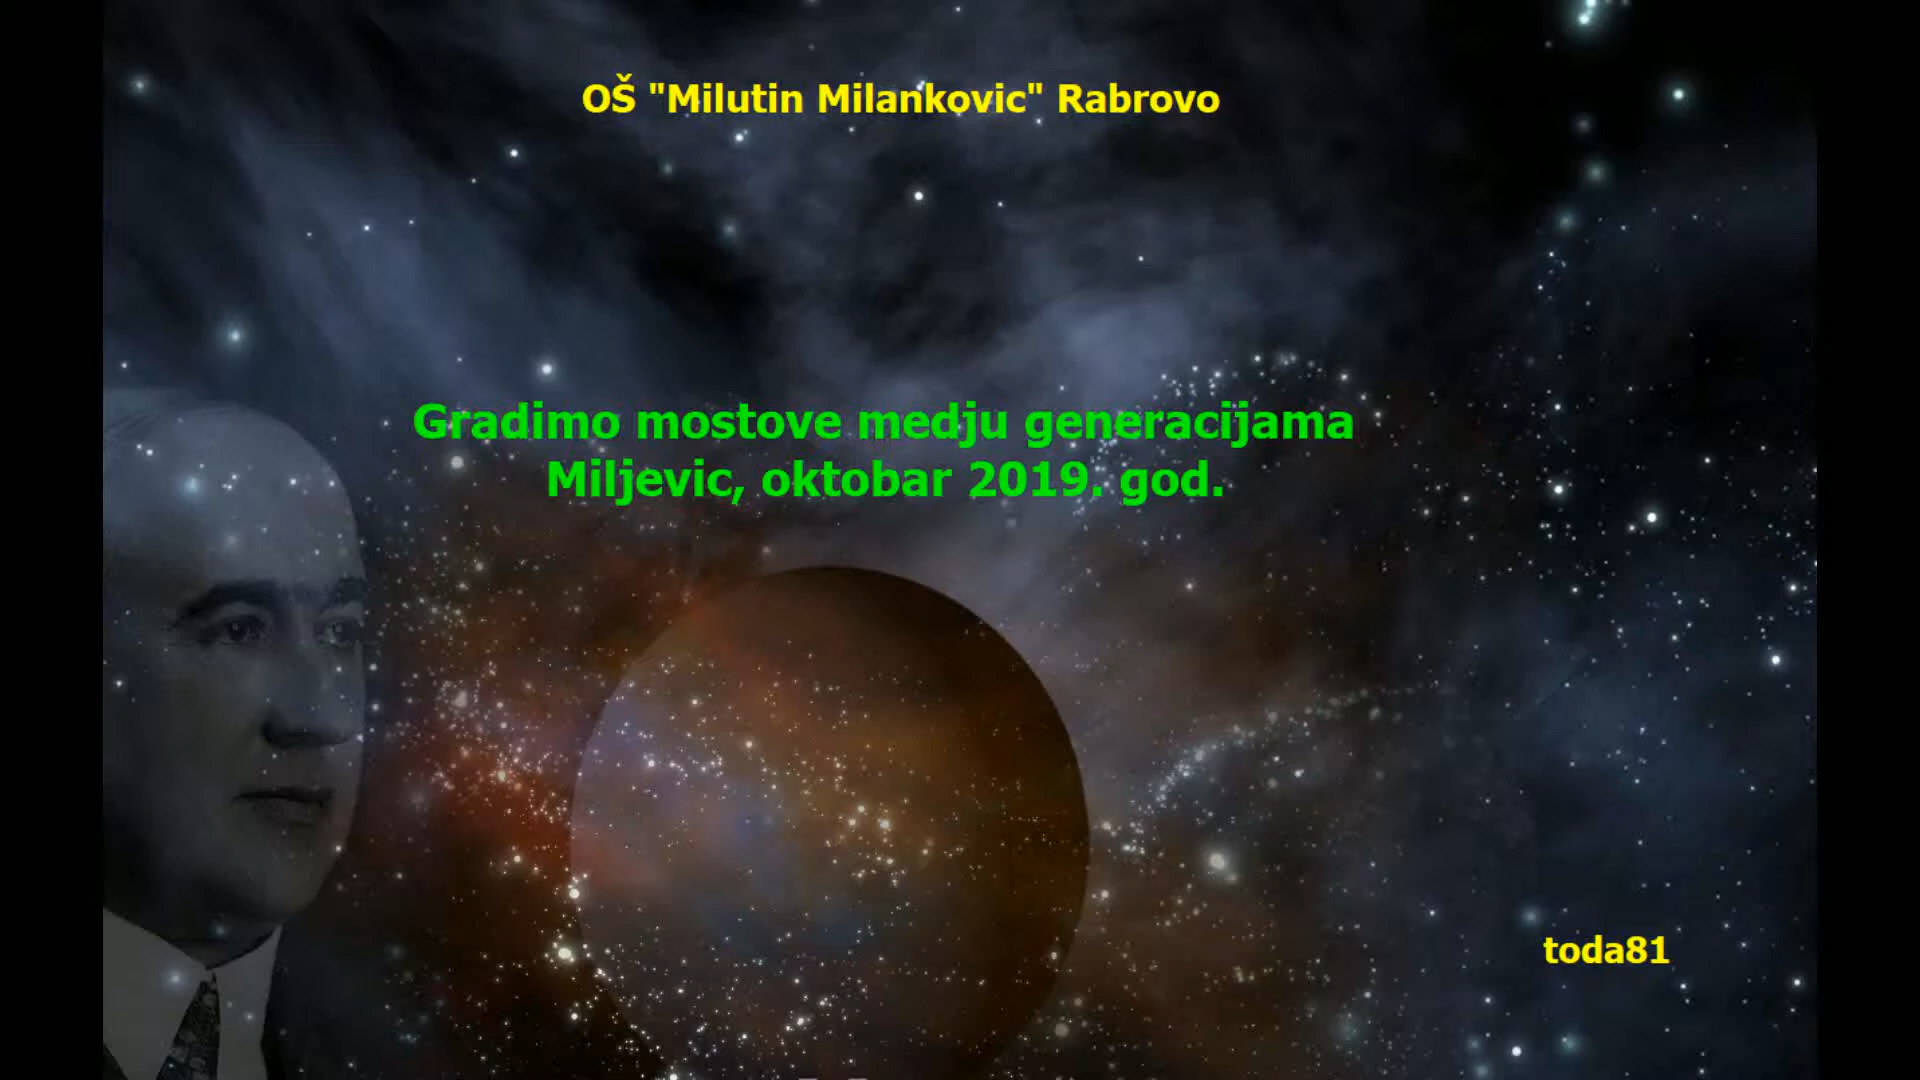 OŠ "Milutin Milankovic" Rabrovo
Gradimo mostove medju generacijama
Miljevic, oktobar 2019. god.
toda81